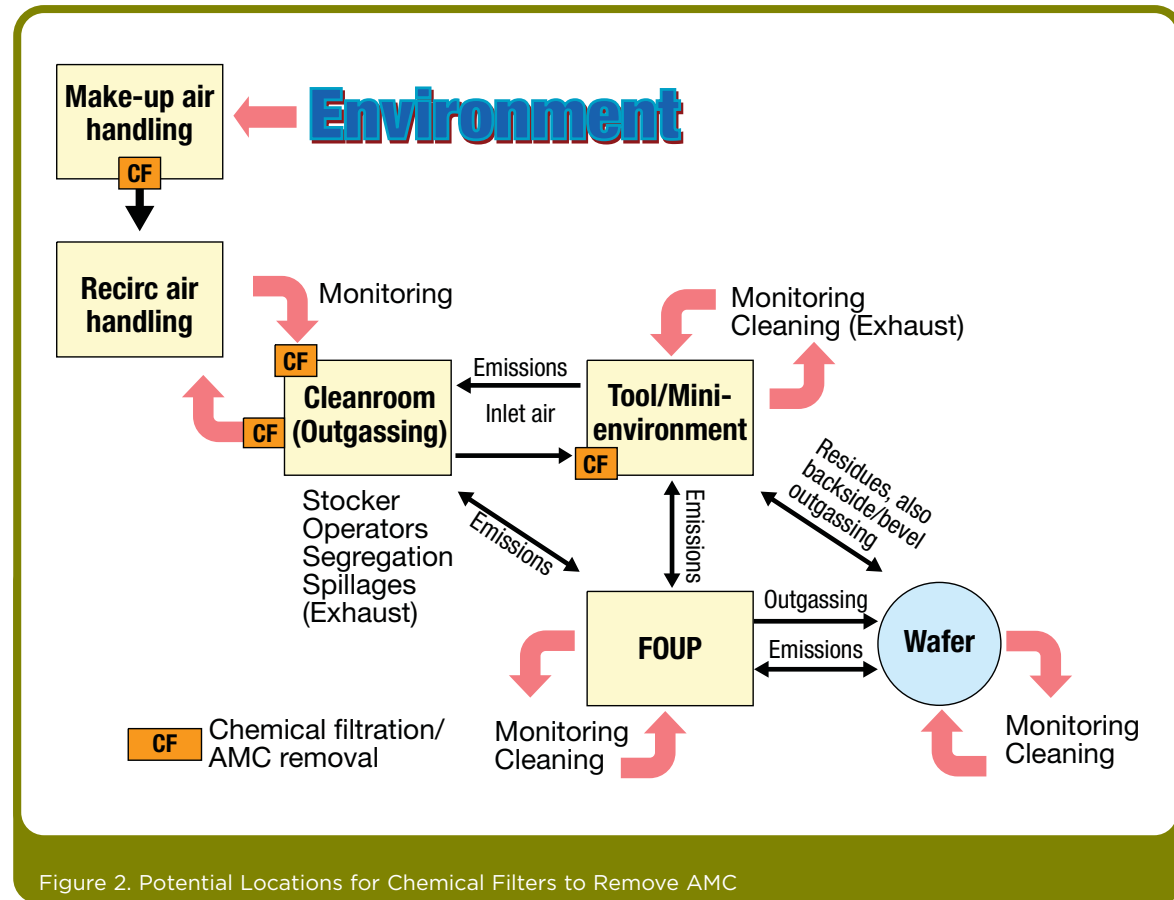 Make-up air
handling
CF
Environment
Recirc air
handling
Monitoring
CF
CF
Cleanroom
(Outgassing)
Emissions
Inlet air
Tool/Mini-
environment
CF
Monitoring
Cleaning (Exhaust)
Stocker
Operators
Segregation
Spillages
(Exhaust)
Emissions
Emissions
Residues, also
backside/bevel
outgassing
FOUP
Outgassing
Emissions
Wafer
Monitoring
Cleaning
Monitoring
Cleaning
CF
Chemical filtration/
AMC removal
Figure 2. Potential Locations for Chemical Filters to Remove AMC